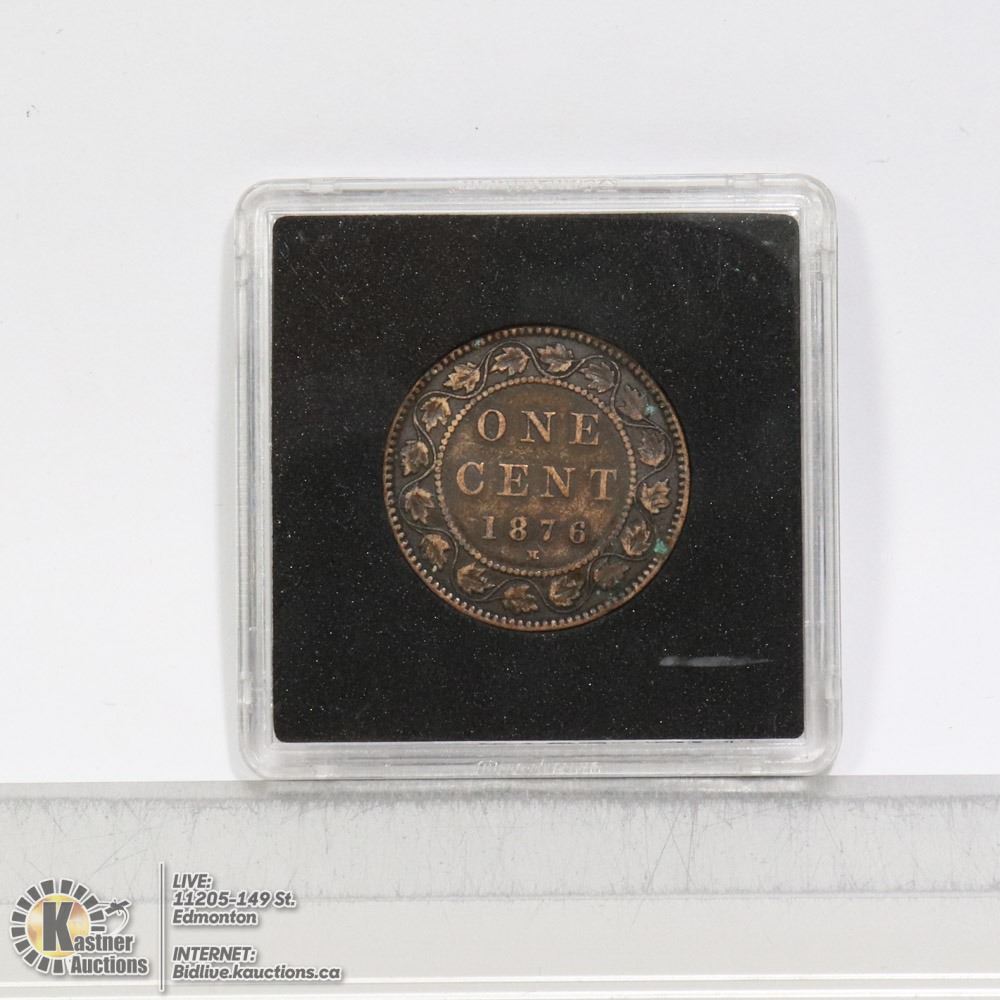 ONE
CENT
1876
H
LIVE:
11205-149 St.
Edmonton
INTERNET:
Bidlive.kauctions.ca
Kastner
Auctions